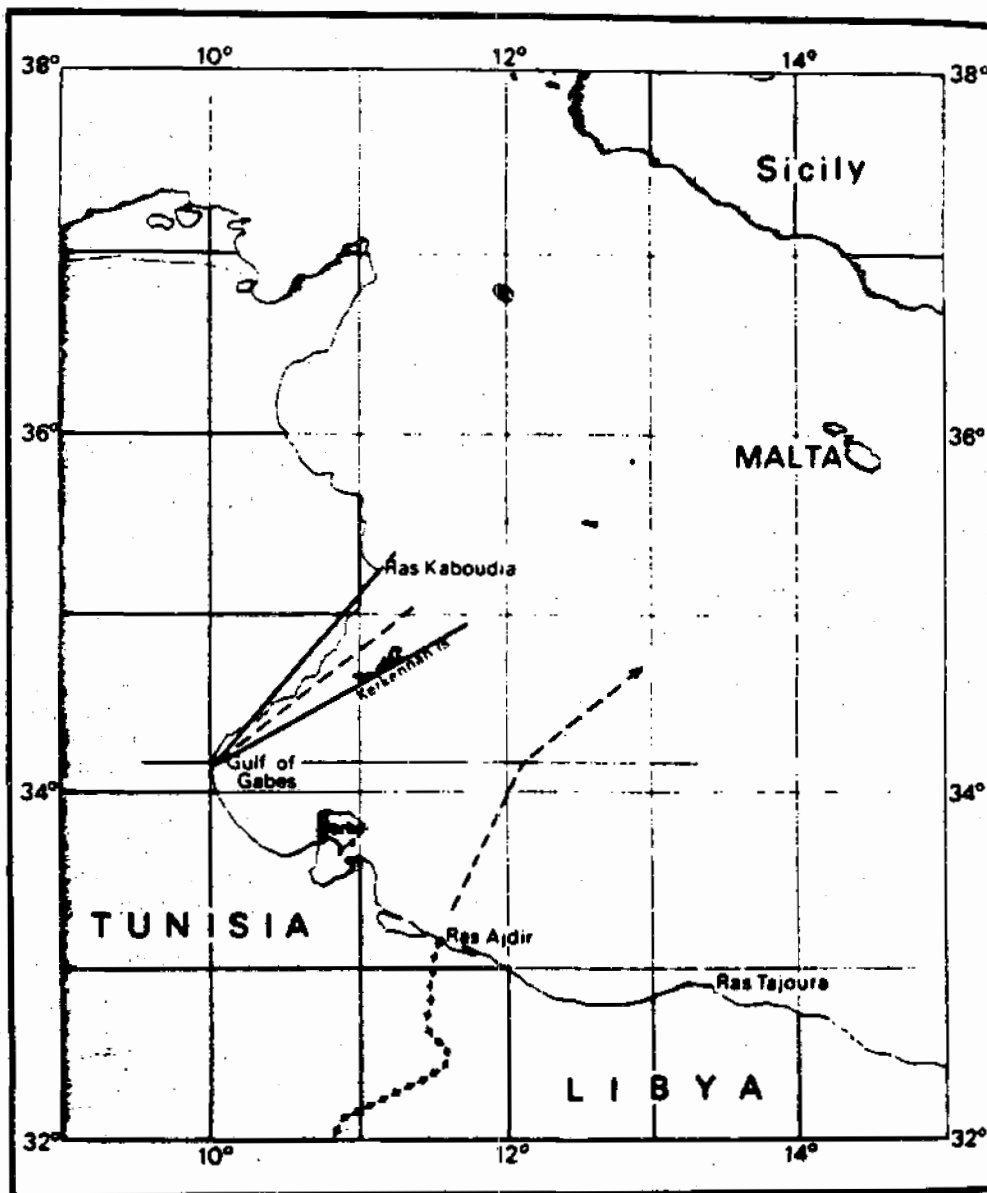 10° 12° 14°
38° 38°
Sicily
36° 36°
MALTA
Ras Kaboudia
Kerkennah Is
Gulf of
Gabes
34° 34°
TUNISIA
Ras Ajdir
Ras Tajoura
LIBYA
32° 32°
10° 12° 14°